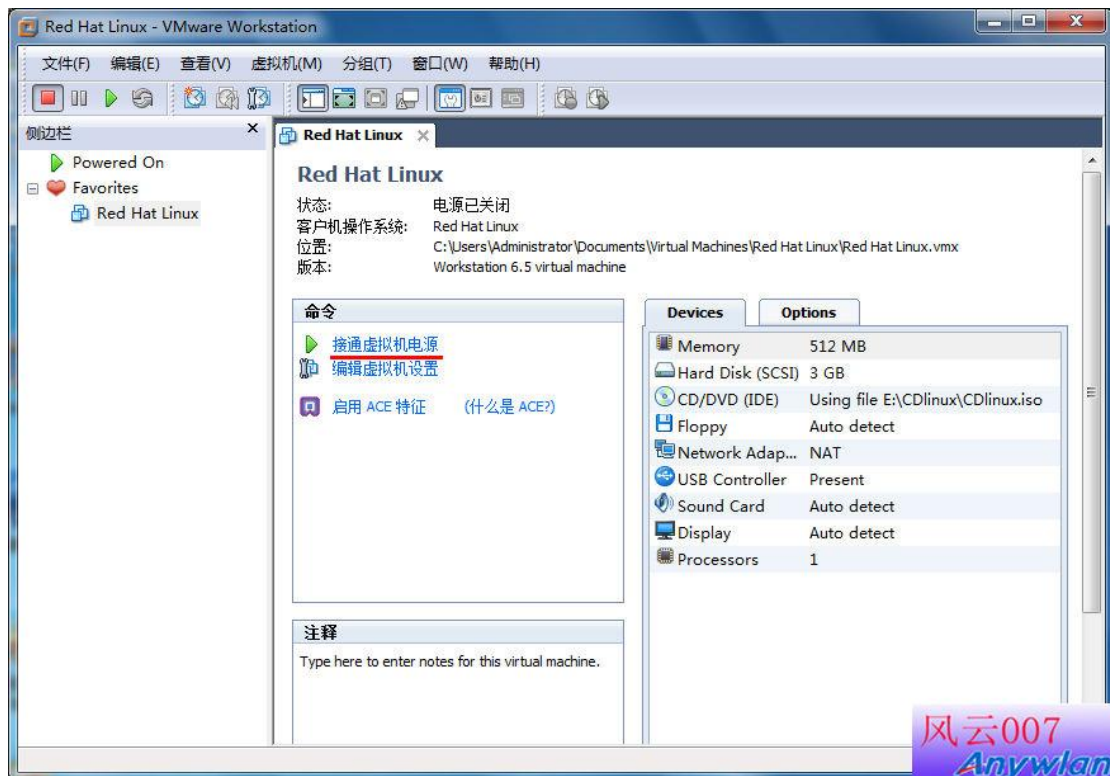 Red Hat Linux - VMware Workstation
文件(F) 编辑(E) 查看(V) 虚拟机(M) 分组(T) 窗口(W) 帮助(H)
侧边栏 ×
Powered On
Favorites
Red Hat Linux
Red Hat Linux ×
Red Hat Linux
状态: 电源已关闭
客户机操作系统: Red Hat Linux
位置: C:\Users\Administrator\Documents\Virtual Machines\Red Hat Linux\Red Hat Linux.vmx
版本: Workstation 6.5 virtual machine
命令
接通虚拟机电源
编辑虚拟机设置
启用 ACE 特征 (什么是 ACE?)
Devices Options
Memory 512 MB
Hard Disk (SCSI) 3 GB
CD/DVD (IDE) Using file E:\CDlinux\CDlinux.iso
Floppy Auto detect
Network Adap... NAT
USB Controller Present
Sound Card Auto detect
Display Auto detect
Processors 1
注释
Type here to enter notes for this virtual machine.
风云007
Anywlan